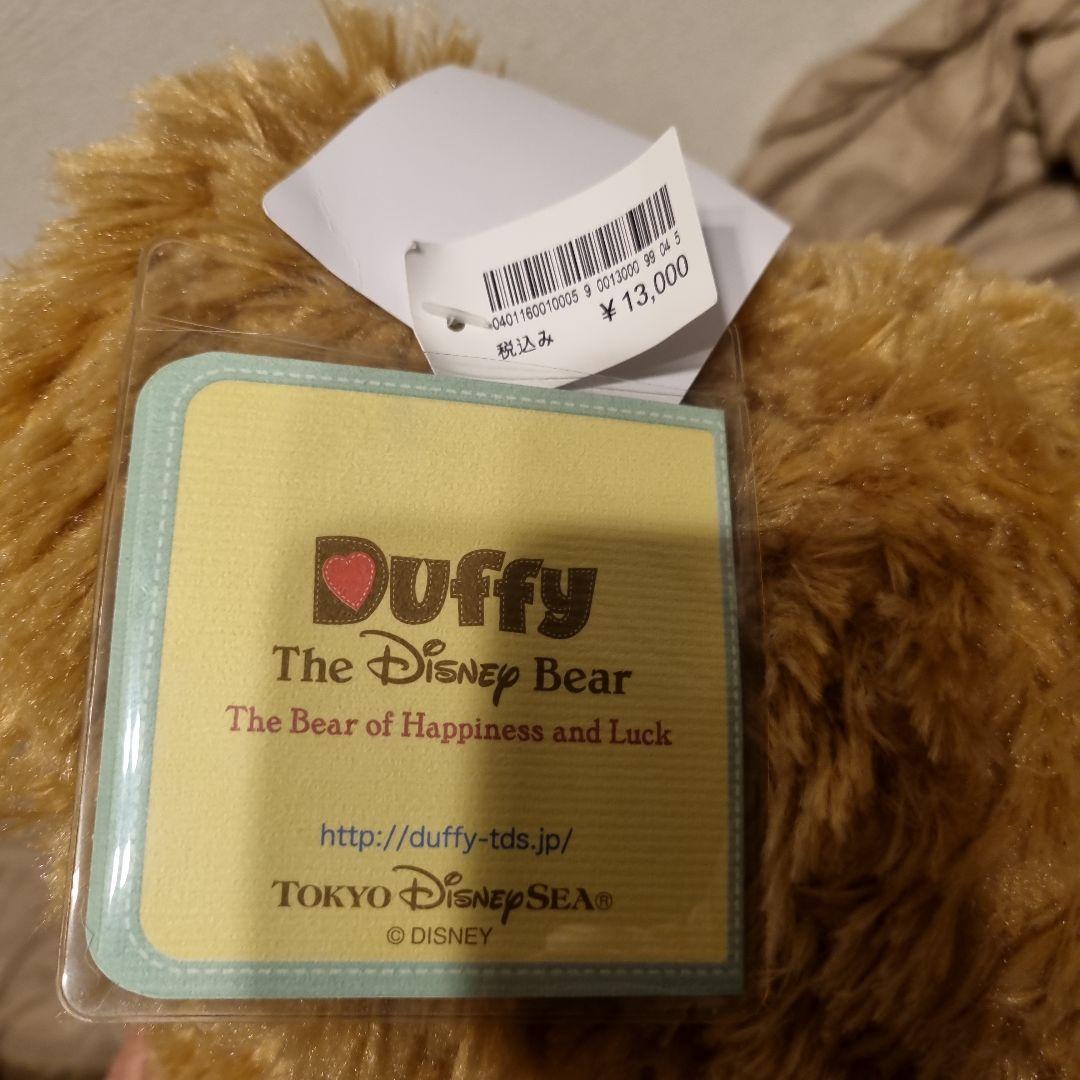 0401160010005 9 0013000 99 04 5
税込み ¥13,000
Duffy
The Disney Bear
The Bear of Happiness and Luck
http://duffy-tds.jp/
TOKYO DISNEYSEA®
© DISNEY